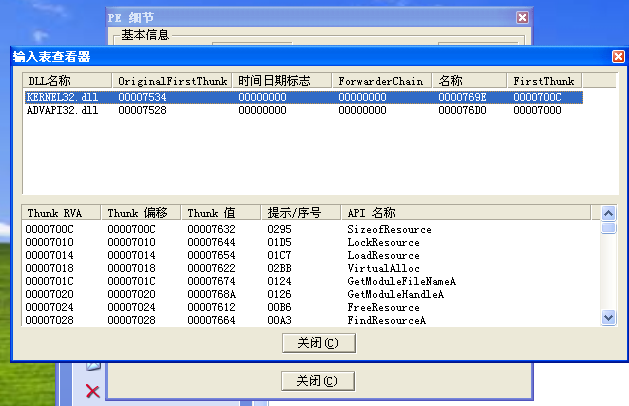 PE 细节
基本信息
输入表查看器
DLL名称 OriginalFirstThunk 时间日期标志 ForwarderChain 名称 FirstThunk
KERNEL32.dll 00007534 00000000 00000000 0000769E 0000700C
ADVAPI32.dll 00007528 00000000 00000000 000076D0 00007000
Thunk RVA Thunk 偏移 Thunk 值 提示/序号 API 名称
0000700C 0000700C 00007632 0295 SizeofResource
00007010 00007010 00007644 01D5 LockResource
00007014 00007014 00007654 01C7 LoadResource
00007018 00007018 00007622 02BB VirtualAlloc
0000701C 0000701C 00007674 0124 GetModuleFileNameA
00007020 00007020 0000768A 0126 GetModuleHandleA
00007024 00007024 00007612 00B6 FreeResource
00007028 00007028 00007664 00A3 FindResourceA
关闭(C)
关闭(C)